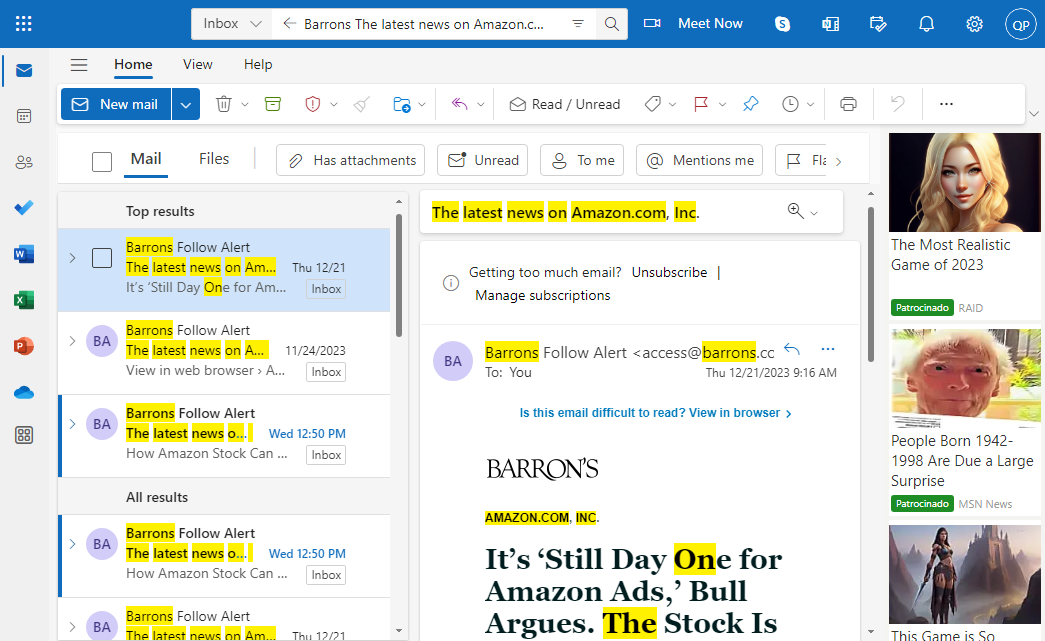 Inbox
Barrons The latest news on Amazon.c...
Meet Now
QP
Home View Help
New mail
Read / Unread
Mail
Files
Has attachments
Unread
To me
Mentions me
Fla
Top results
Barrons Follow Alert
The latest news on Am... Thu 12/21
It's ‘Still Day One for Am... Inbox
BA
Barrons Follow Alert
The latest news on A... 11/24/2023
View in web browser › A... Inbox
BA
Barrons Follow Alert
The latest news o... Wed 12:50 PM
How Amazon Stock Can ... Inbox
All results
BA
Barrons Follow Alert
The latest news o... Wed 12:50 PM
How Amazon Stock Can ... Inbox
BA
Barrons Follow Alert
The latest news on Am... Thu 12/21
The latest news on Amazon.com, Inc.
Getting too much email? Unsubscribe |
Manage subscriptions
BA
Barrons Follow Alert <access@barrons.cc
To: You
Thu 12/21/2023 9:16 AM
Is this email difficult to read? View in browser ›
BARRON'S
AMAZON.COM, INC.
It's ‘Still Day One for
Amazon Ads,’ Bull
Argues. The Stock Is
The Most Realistic
Game of 2023
Patrocinado RAID
People Born 1942-
1998 Are Due a Large
Surprise
Patrocinado MSN News
This Game is So